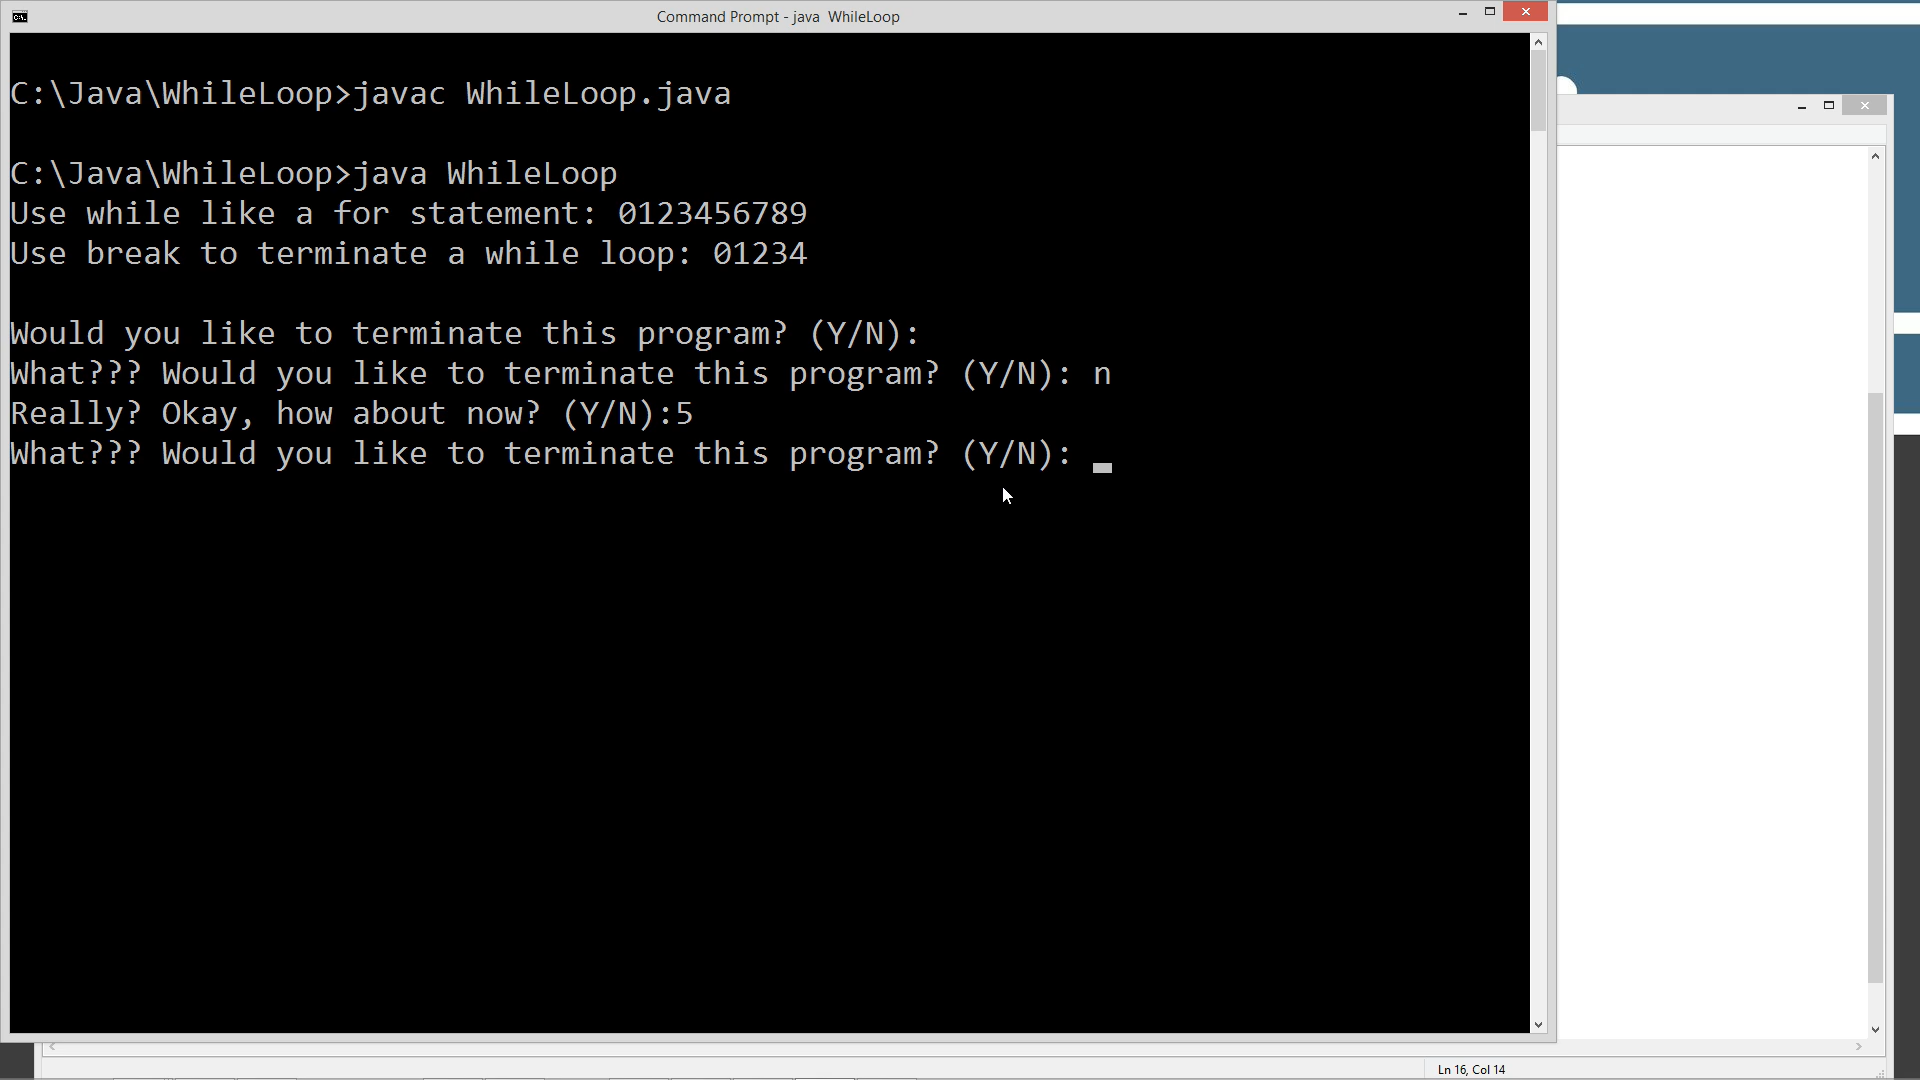 Command Prompt - java  WhileLoop
C:\Java\WhileLoop>javac WhileLoop.java
C:\Java\WhileLoop>java WhileLoop
Use while like a for statement: 0123456789
Use break to terminate a while loop: 01234
Would you like to terminate this program? (Y/N):
What??? Would you like to terminate this program? (Y/N): n
Really? Okay, how about now? (Y/N):5
What??? Would you like to terminate this program? (Y/N):
Ln 16, Col 14